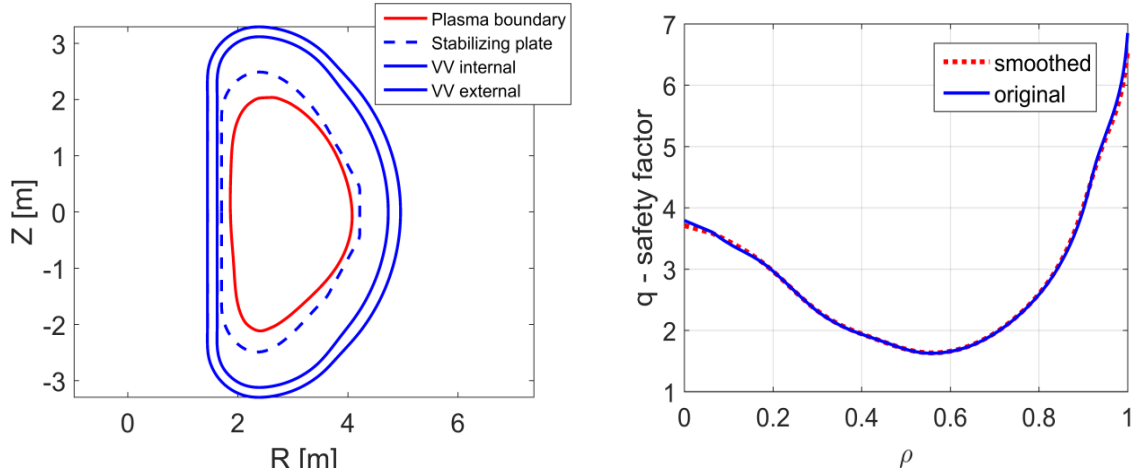 Plasma boundary
Stabilizing plate
VV internal
VV external
3
2
1
0
-1
-2
-3
Z [m]
0
2
4
6
R [m]
smoothed
original
7
6
5
4
3
2
1
q - safety factor
0
0.2
0.4
0.6
0.8
1
ρ